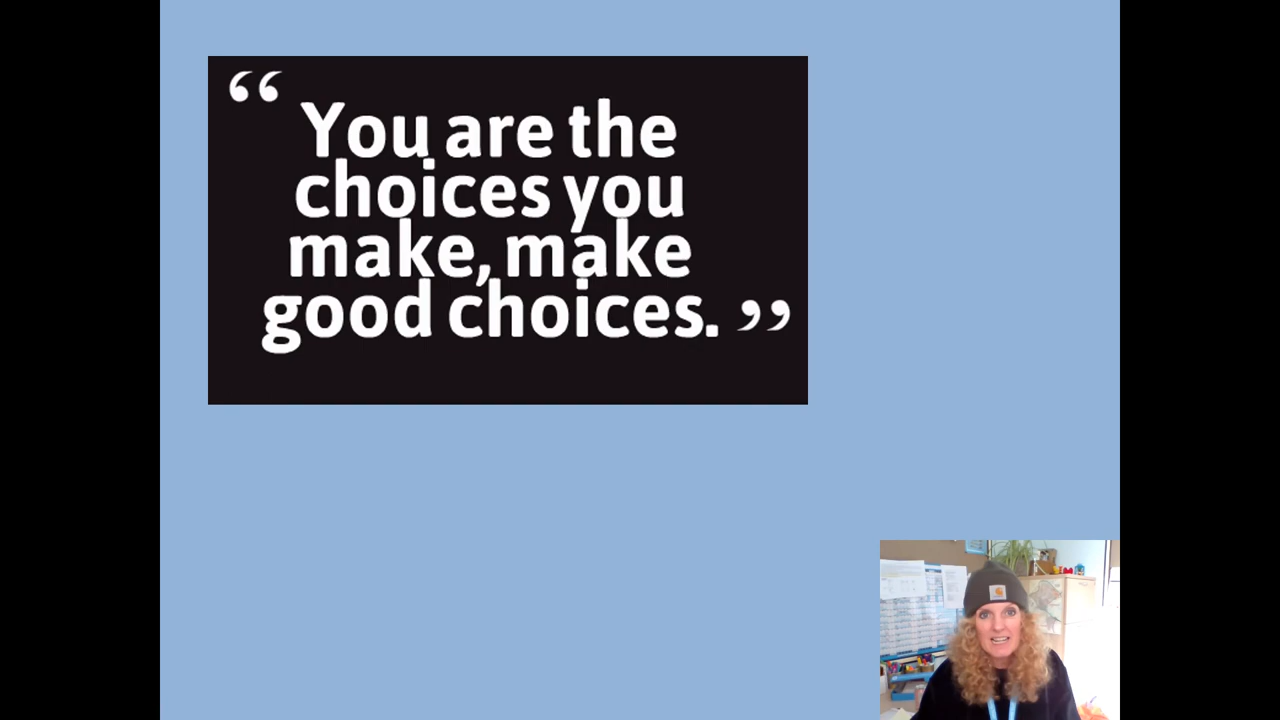 “ You are the
choices you
make, make
good choices. ”